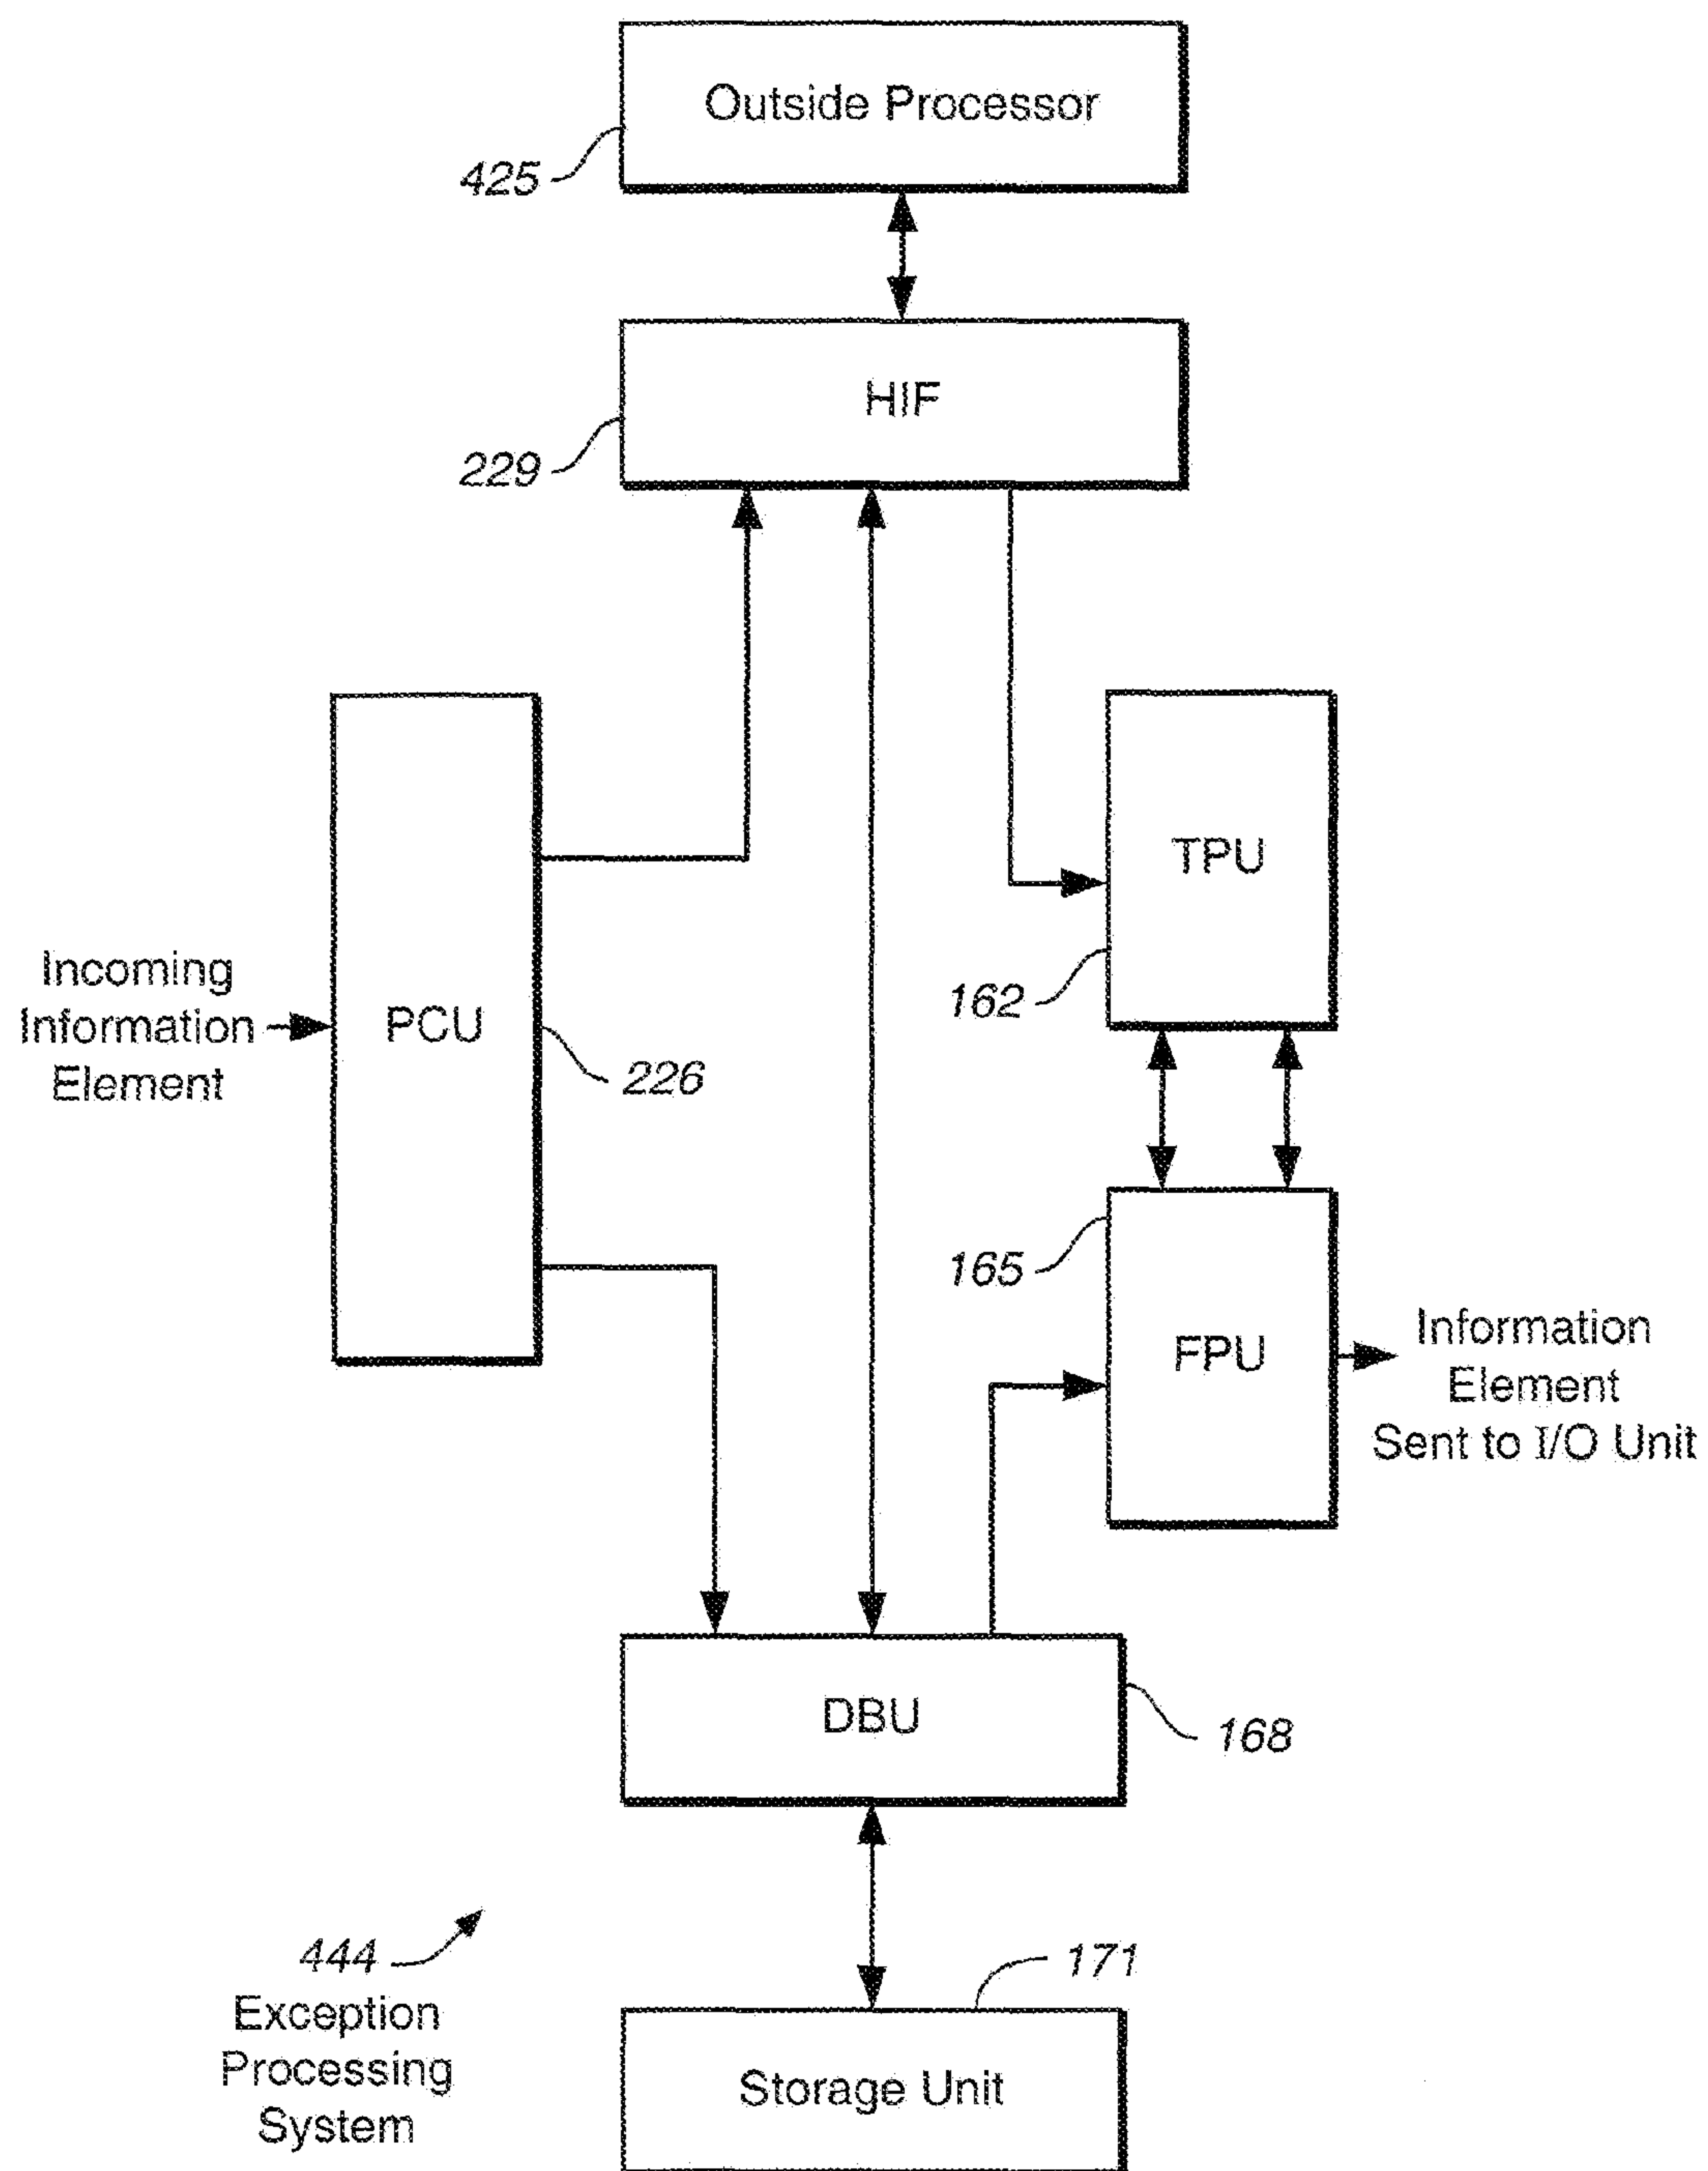 Outside Processor
425
HIF
229
TPU
162
Incoming
Information
Element
PCU
226
165
FPU
Information
Element
Sent to I/O Unit
DBU
168
444
Exception
Processing
System
171
Storage Unit